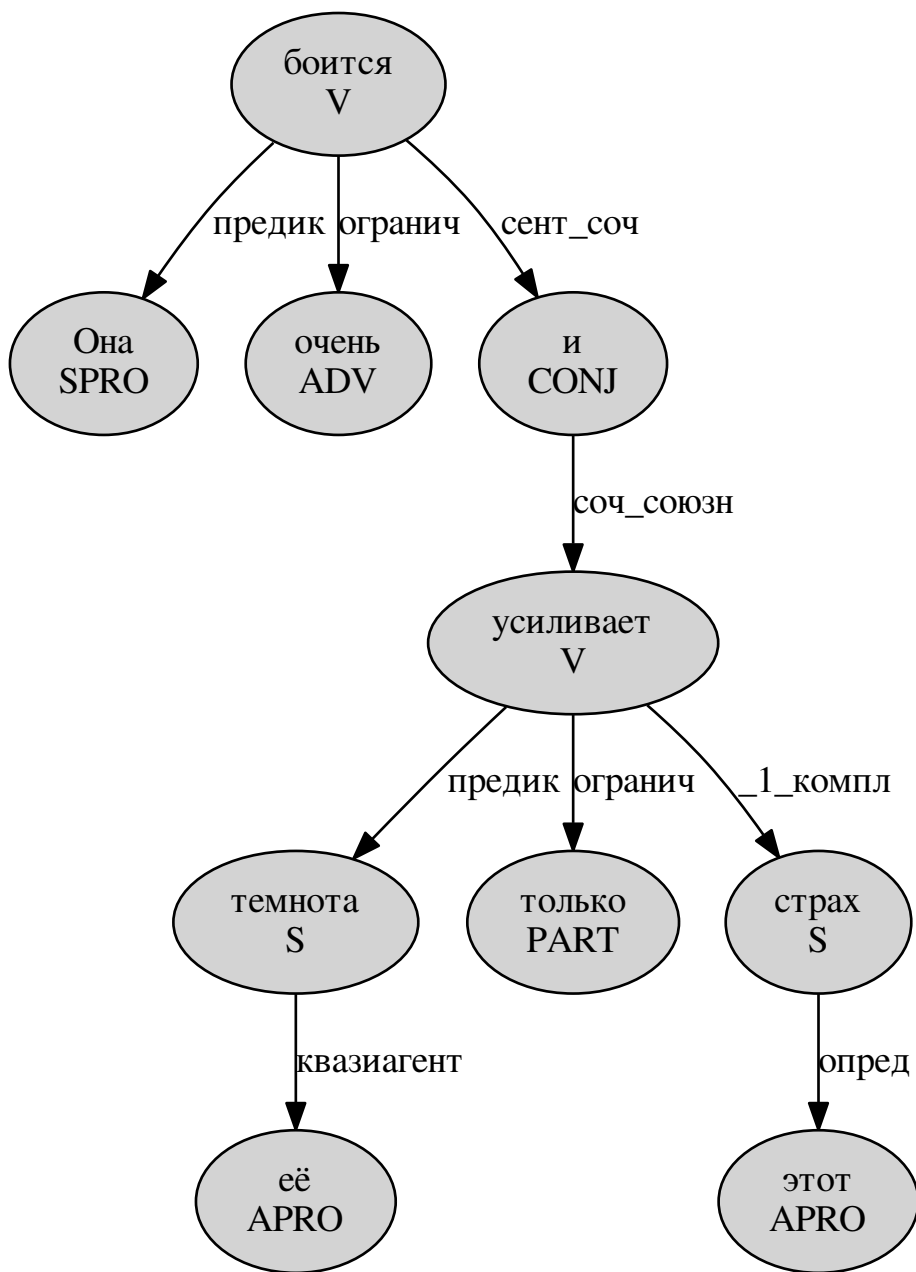 боится
V
предик
огранич
сент_соч
Она
SPRO
очень
ADV
и
CONJ
соч_союзн
усиливает
V
предик
огранич
_1_компл
темнота
S
только
PART
страх
S
квазиагент
опред
её
APRO
этот
APRO